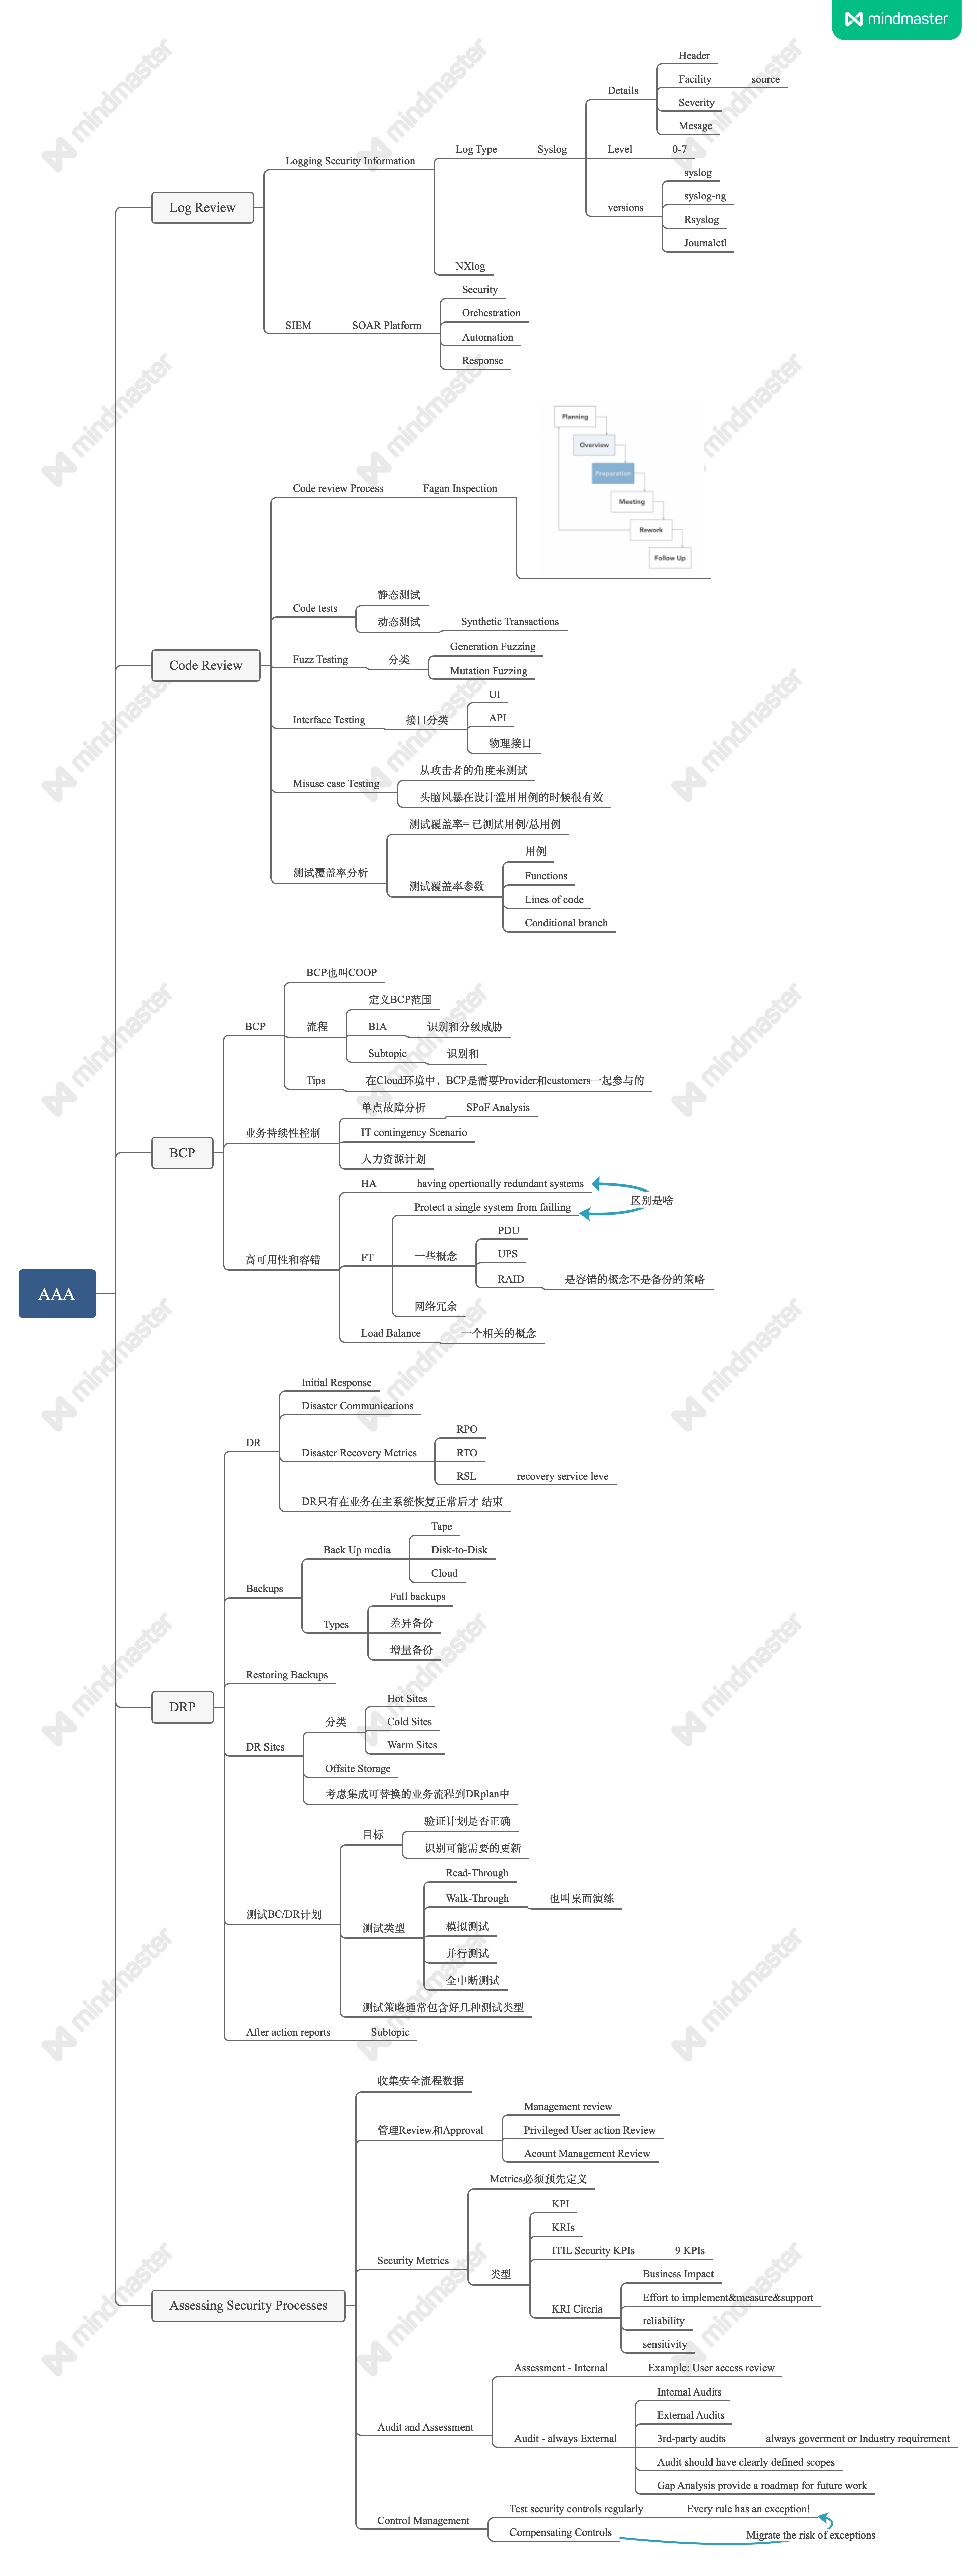 mindmaster
AAA
Log Review
Logging Security Information
Log Type
Syslog
Details
Header
Facility
source
Severity
Mesage
Level
0-7
versions
syslog
syslog-ng
Rsyslog
Journalctl
NXlog
SIEM
SOAR Platform
Security
Orchestration
Automation
Response
Code Review
Code review Process
Fagan Inspection
Planning
Overview
Preparation
Meeting
Rework
Follow Up
Code tests
静态测试
动态测试
Synthetic Transactions
Fuzz Testing
分类
Generation Fuzzing
Mutation Fuzzing
Interface Testing
接口分类
UI
API
物理接口
Misuse case Testing
从攻击者的角度来测试
头脑风暴在设计滥用用例的时候很有效
测试覆盖率分析
测试覆盖率= 已测试用例/总用例
测试覆盖率参数
用例
Functions
Lines of code
Conditional branch
BCP
BCP
BCP也叫COOP
流程
定义BCP范围
BIA
识别和分级威胁
Subtopic
识别和
Tips
在Cloud环境中，BCP是需要Provider和customers一起参与的
业务持续性控制
单点故障分析
SPoF Analysis
IT contingency Scenario
人力资源计划
高可用性和容错
HA
having opertionally redundant systems
区别是啥
FT
Protect a single system from failling
一些概念
PDU
UPS
RAID
是容错的概念不是备份的策略
网络冗余
Load Balance
一个相关的概念
DRP
DR
Initial Response
Disaster Communications
Disaster Recovery Metrics
RPO
RTO
RSL
recovery service leve
DR只有在业务在主系统恢复正常后才 结束
Backups
Back Up media
Tape
Disk-to-Disk
Cloud
Types
Full backups
差异备份
增量备份
Restoring Backups
DR Sites
分类
Hot Sites
Cold Sites
Warm Sites
Offsite Storage
考虑集成可替换的业务流程到DRplan中
测试BC/DR计划
目标
验证计划是否正确
识别可能需要的更新
测试类型
Read-Through
Walk-Through
也叫桌面演练
模拟测试
并行测试
全中断测试
测试策略通常包含好几种测试类型
After action reports
Subtopic
Assessing Security Processes
收集安全流程数据
管理Review和Approval
Management review
Privileged User action Review
Acount Management Review
Security Metrics
Metrics必须预先定义
类型
KPI
KRIs
ITIL Security KPIs
9 KPIs
KRI Citeria
Business Impact
Effort to implement&measure&support
reliability
sensitivity
Audit and Assessment
Assessment - Internal
Example: User access review
Audit - always External
Internal Audits
External Audits
3rd-party audits
always goverment or Industry requirement
Audit should have clearly defined scopes
Gap Analysis provide a roadmap for future work
Control Management
Test security controls regularly
Every rule has an exception!
Compensating Controls
Migrate the risk of exceptions